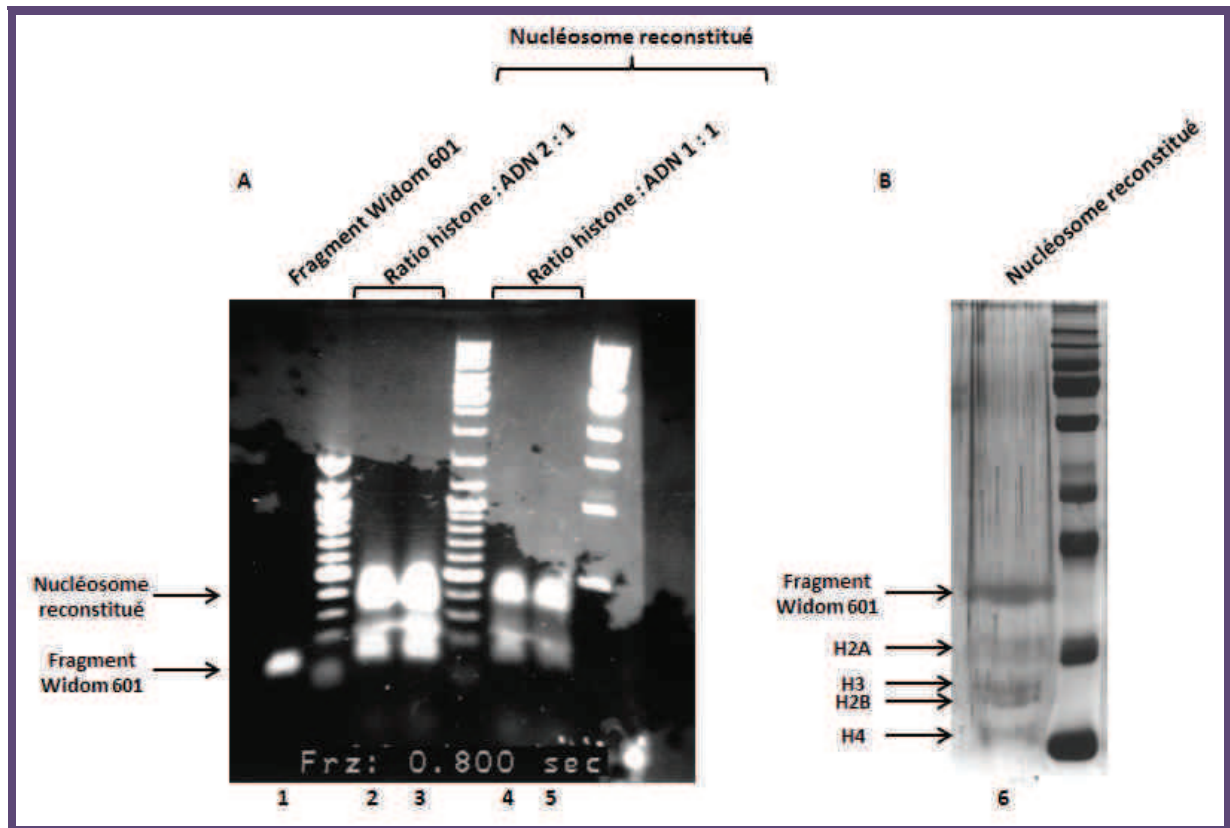 Nucléosome reconstitué
A
Fragment Widom 601
Ratio histone : ADN 2 : 1
Ratio histone : ADN 1 : 1
B
Nucléosome reconstitué
Nucléosome
reconstitué
Fragment
Widom 601
Frz: 0.800 sec
1
2
3
4
5
Fragment
Widom 601
H2A
H3
H2B
H4
6